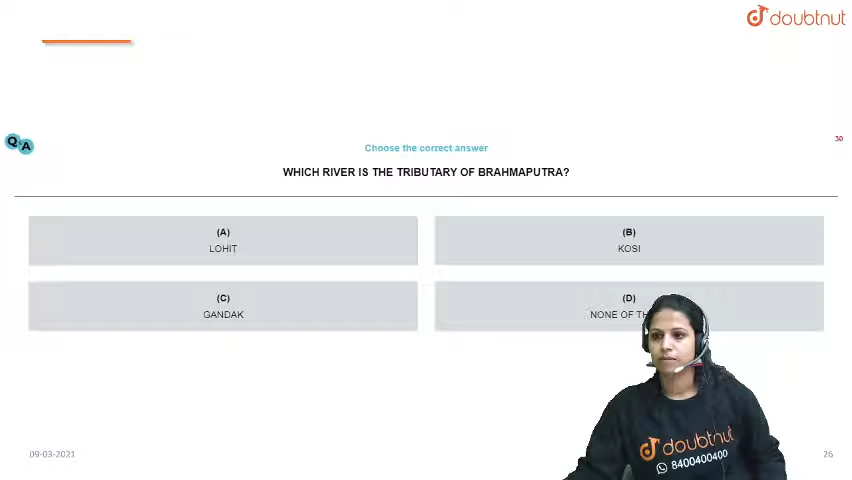 doubtnut
Q A
30
Choose the correct answer
WHICH RIVER IS THE TRIBUTARY OF BRAHMAPUTRA?
(A)
LOHIT
(B)
KOSI
(C)
GANDAK
(D)
NONE OF TH
doubtnut
8400400400
09-03-2021
26